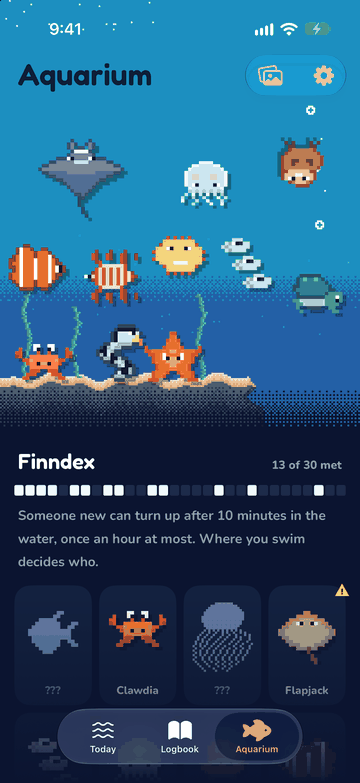 9:41
Aquarium
Finndex
13 of 30 met
Someone new can turn up after 10 minutes in the
water, once an hour at most. Where you swim
decides who.
???
Clawdia
???
Flapjack
Today
Logbook
Aquarium